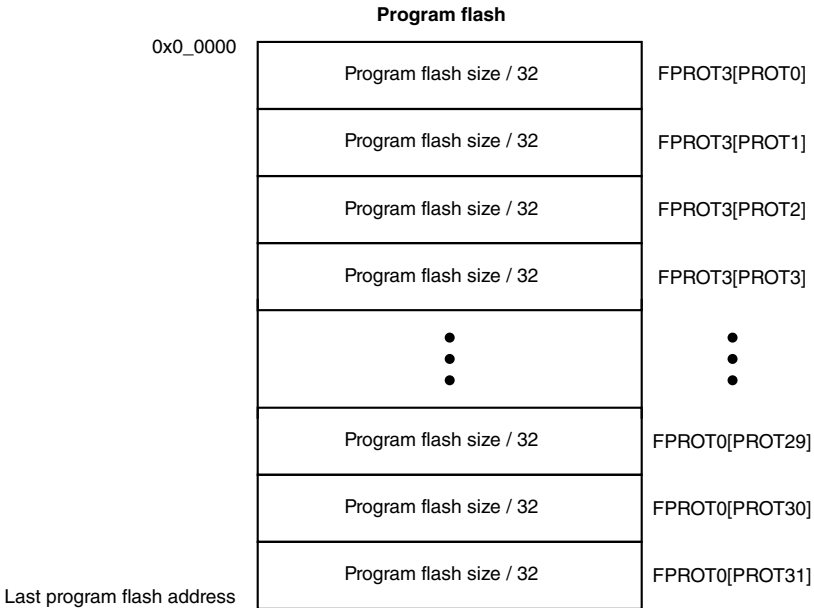 Program flash
0x0_0000
Program flash size / 32 FPROT3[PROT0]
Program flash size / 32 FPROT3[PROT1]
Program flash size / 32 FPROT3[PROT2]
Program flash size / 32 FPROT3[PROT3]
Program flash size / 32 FPROT0[PROT29]
Program flash size / 32 FPROT0[PROT30]
Program flash size / 32 FPROT0[PROT31]
Last program flash address